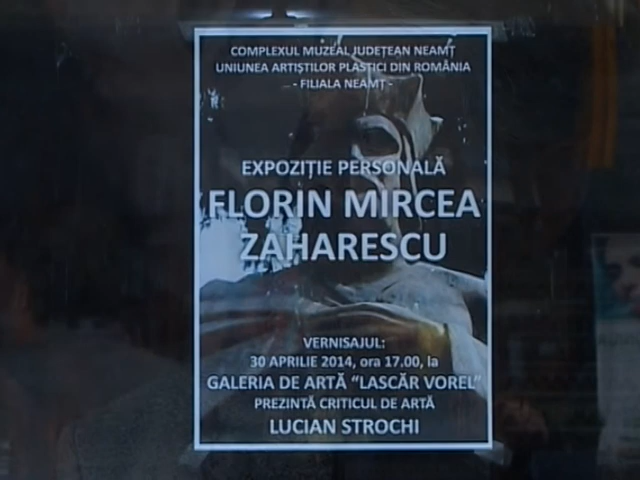 COMPLEXUL MUZEAL JUDEȚEAN NEAMȚ
UNIUNEA ARTIȘTILOR PLASTICI DIN ROMÂNIA
- FILIALA NEAMȚ -
EXPOZIȚIE PERSONALĂ
FLORIN MIRCEA
ZAHARESCU
VERNISAJUL:
30 APRILIE 2014, ora 17.00, la
GALERIA DE ARTĂ "LASCĂR VOREL"
PREZINTĂ CRITICUL DE ARTĂ
LUCIAN STROCHI